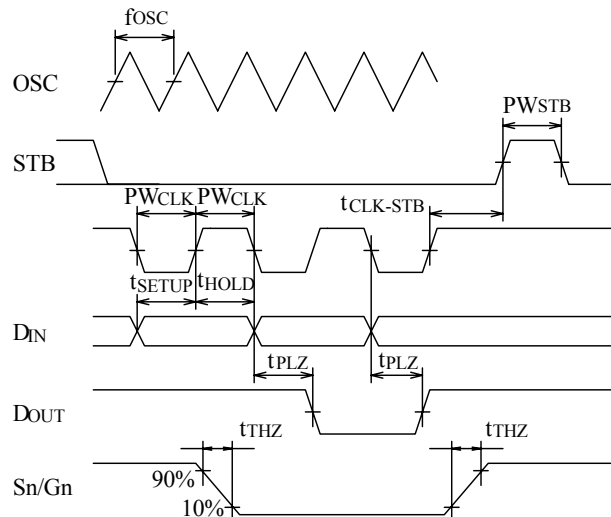 fOSC
OSC
PWSTB
STB
PWCLK PWCLK
tCLK-STB
tSETUP tHOLD
DIN
tPLZ tPLZ
DOUT
tTHZ tTHZ
90%
Sn/Gn
10%